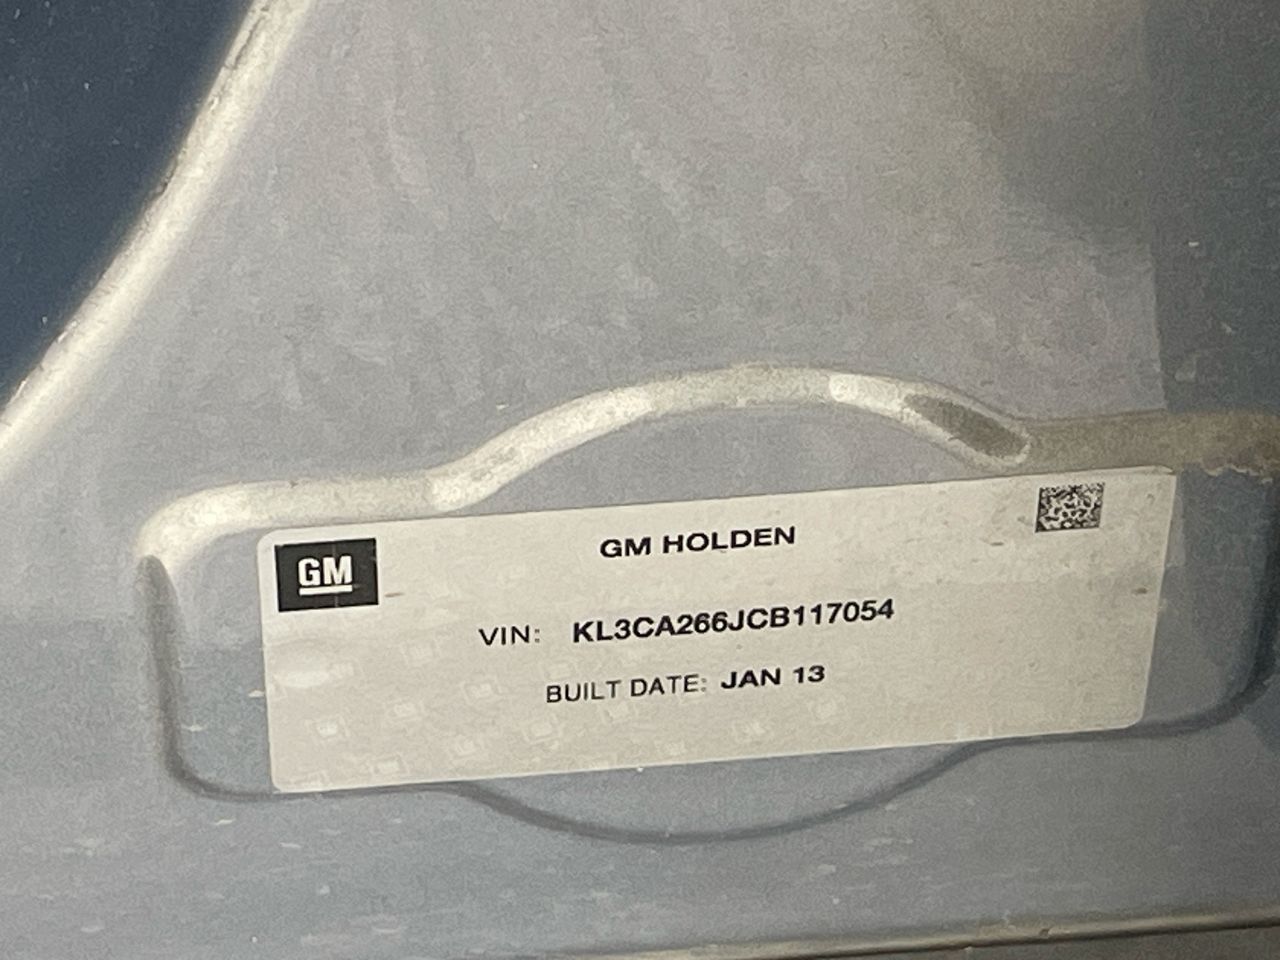 GM
GM HOLDEN
VIN: KL3CA266JCB117054
BUILT DATE: JAN 13